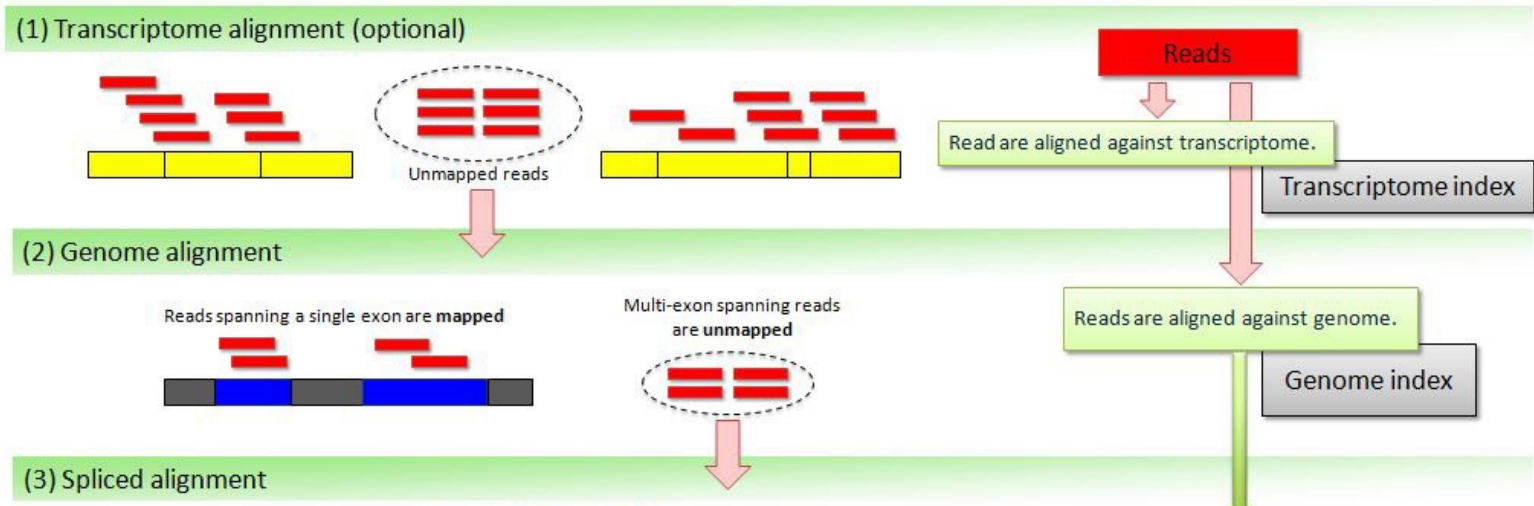 (1) Transcriptome alignment (optional)
Reads
Read are aligned against transcriptome.
Unmapped reads
Transcriptome index
(2) Genome alignment
Reads spanning a single exon are mapped
Multi-exon spanning reads
are unmapped
Reads are aligned against genome.
Genome index
(3) Spliced alignment